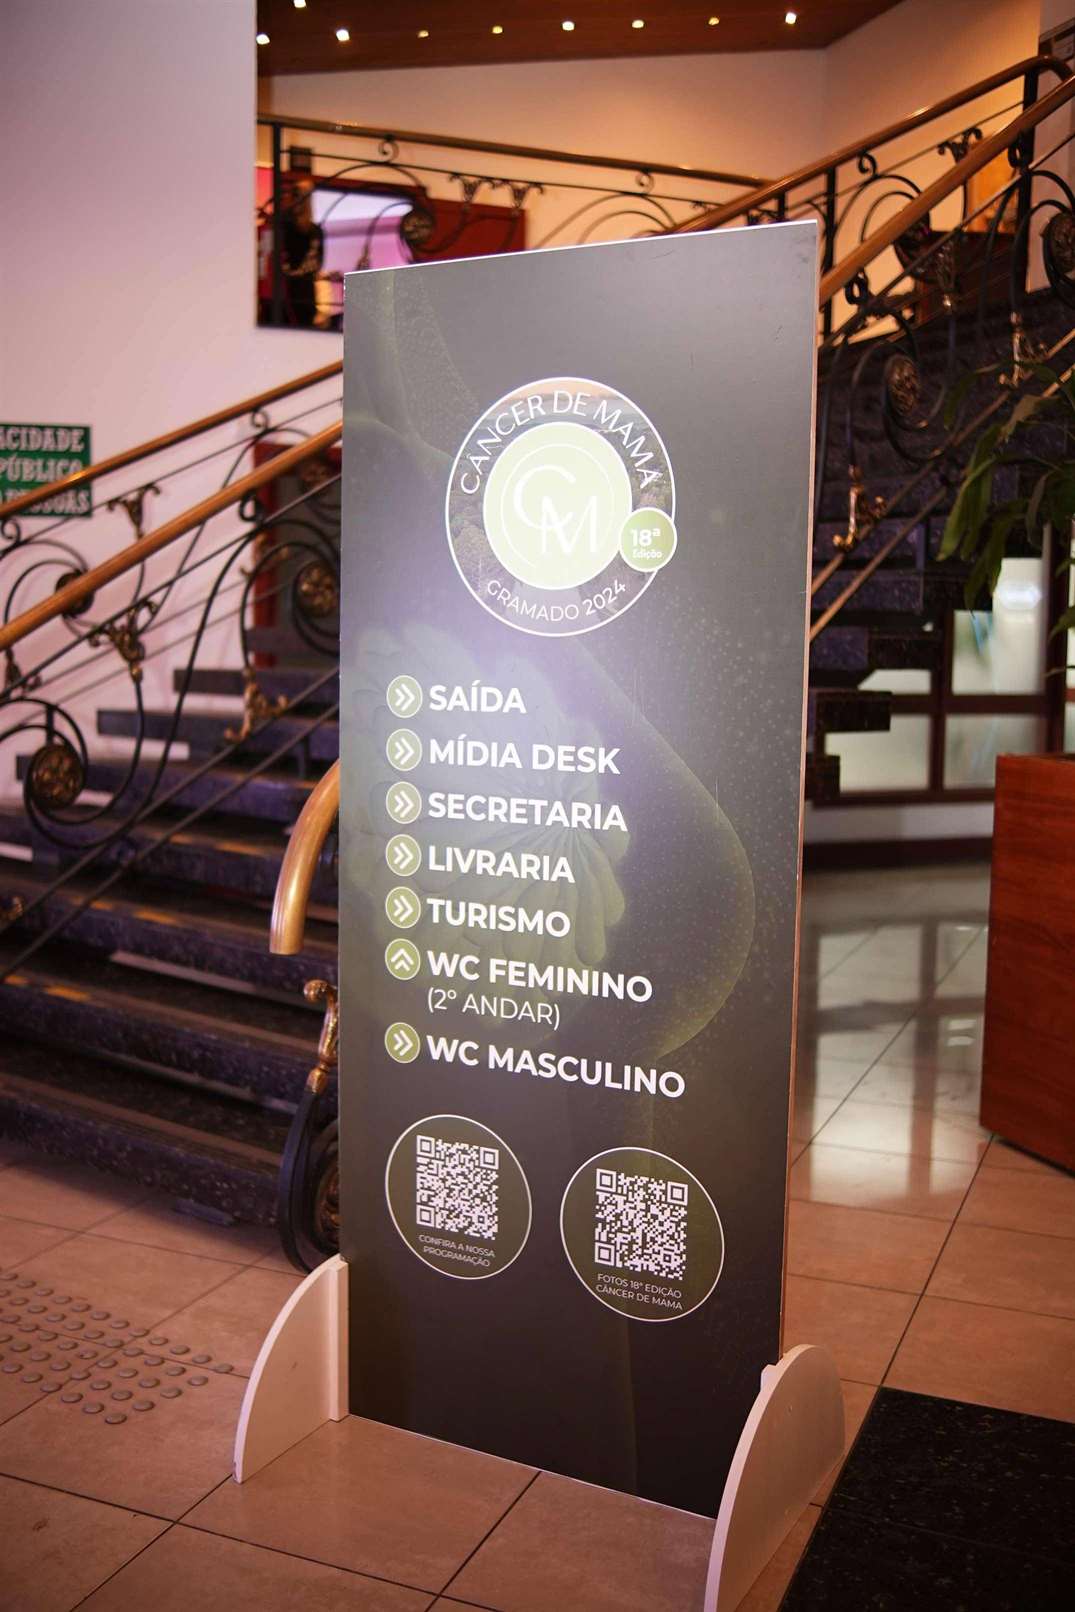 CÂNCER DE MAMA
CM
18ª
Edição
GRAMADO 2024
SAÍDA
MÍDIA DESK
SECRETARIA
LIVRARIA
TURISMO
WC FEMININO
(2º ANDAR)
WC MASCULINO
CONFIRA A NOSSA
PROGRAMAÇÃO
FOTOS 18ª EDIÇÃO
CÂNCER DE MAMA
ACIDADE
PÚBLICO